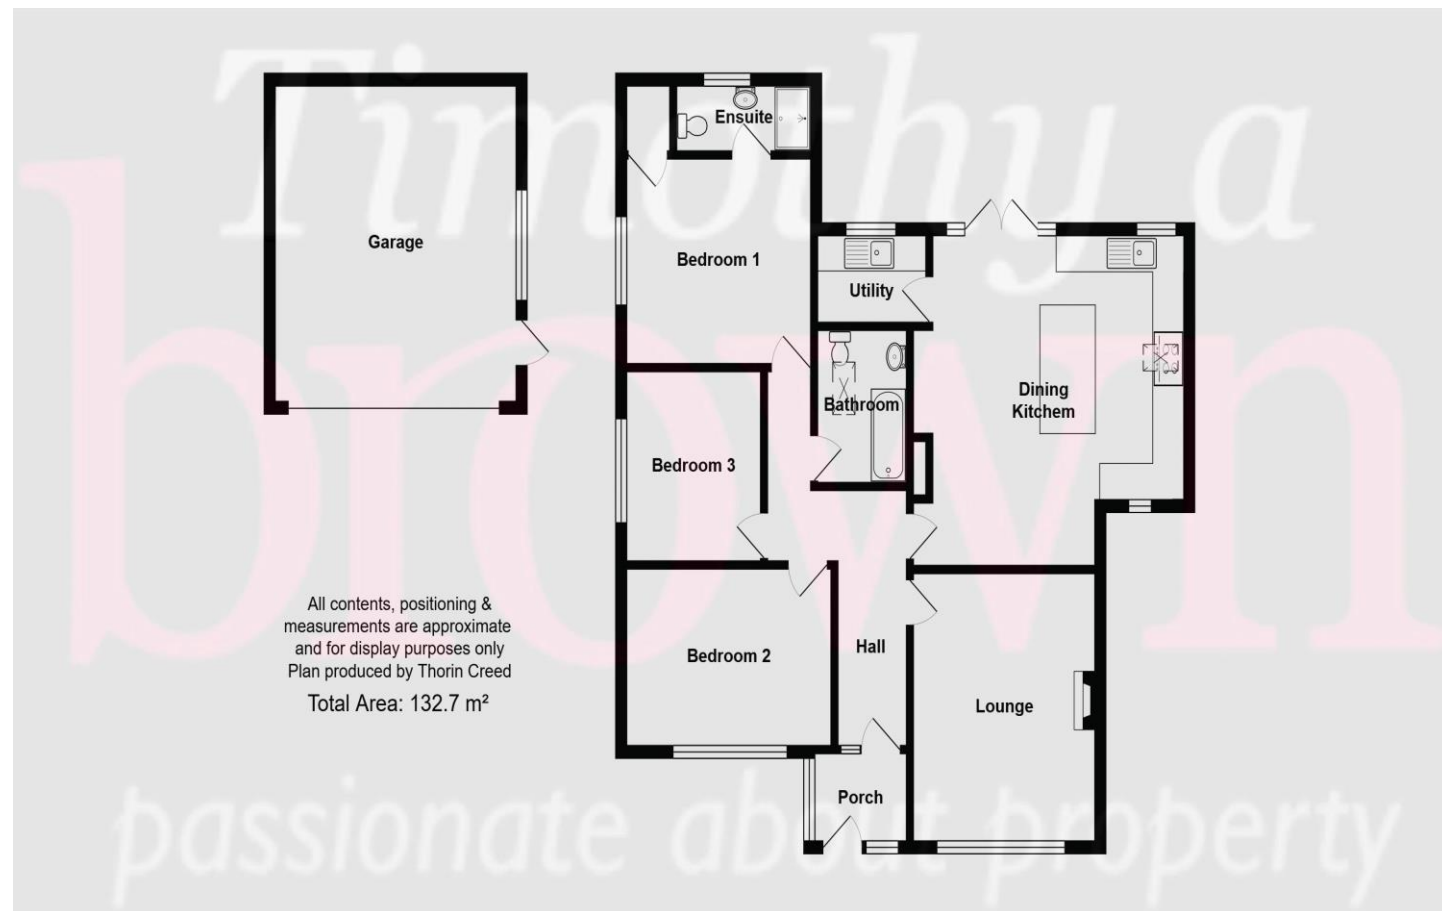 Timothy a
brown
passionate about property
Garage
Ensuite
Bedroom 1
Utility
Dining
Kitchem
Bathroom
Bedroom 3
Bedroom 2
Hall
Lounge
Porch
All contents, positioning &
measurements are approximate
and for display purposes only
Plan produced by Thorin Creed
Total Area: 132.7 m²